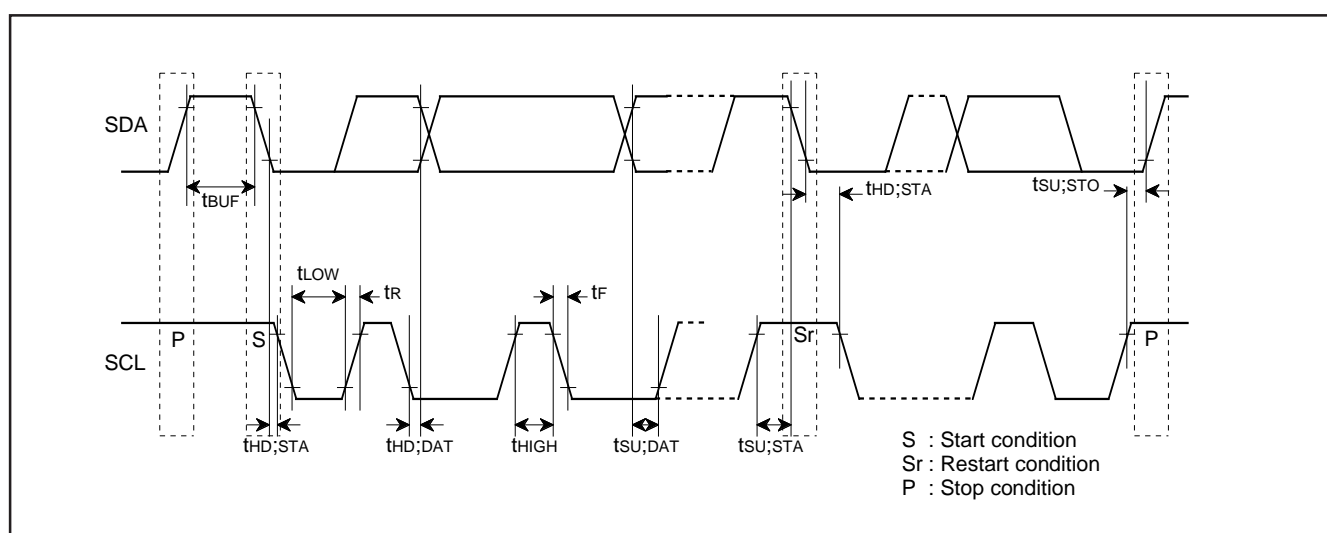 SDA
tBUF
tHD;STA
tSU;STO
tLOW
tR
tF
P
S
Sr
P
SCL
tHD;STA
tHD;DAT
tHIGH
tSU;DAT
tSU;STA
S : Start condition
Sr : Restart condition
P : Stop condition